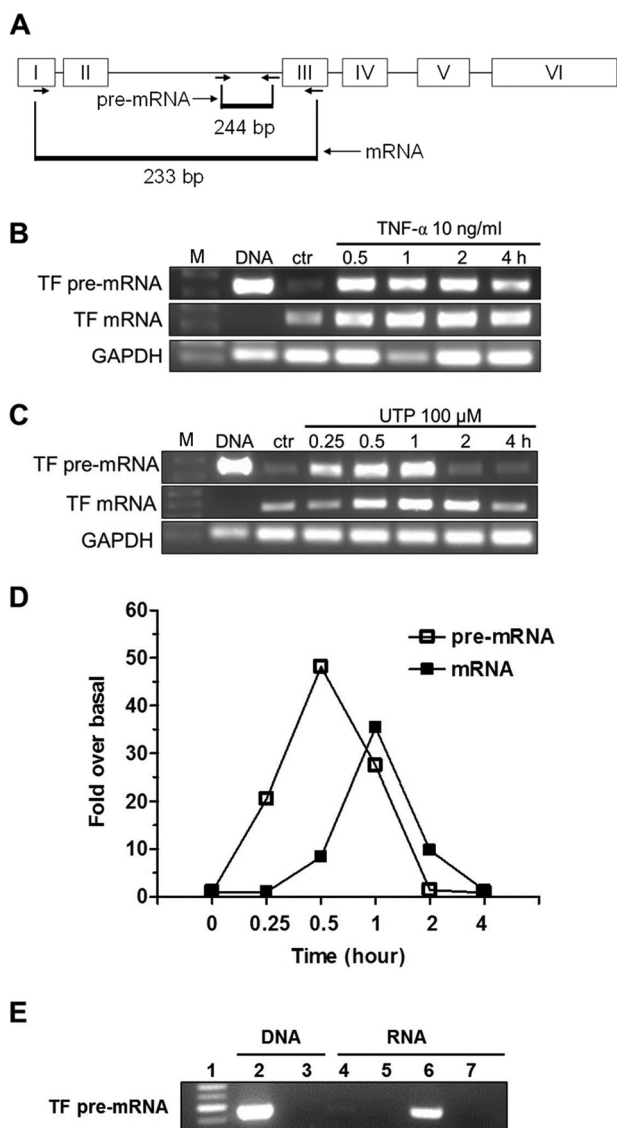 A
I II III IV V VI
pre-mRNA
244 bp
mRNA
233 bp
B
TNF-α 10 ng/ml
M DNA ctr 0.5 1 2 4 h
TF pre-mRNA
TF mRNA
GAPDH
C
UTP 100 µM
M DNA ctr 0.25 0.5 1 2 4 h
TF pre-mRNA
TF mRNA
GAPDH
D
60
50
40
30
20
10
0
Fold over basal
pre-mRNA
mRNA
0 0.25 0.5 1 2 4
Time (hour)
E
DNA RNA
1 2 3 4 5 6 7
TF pre-mRNA